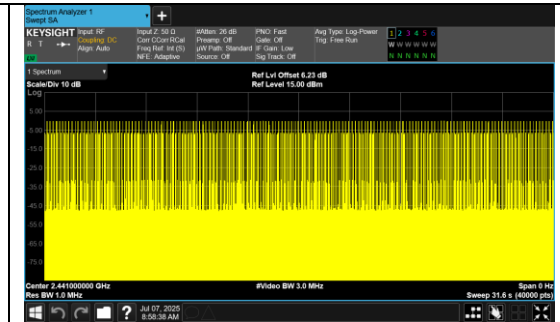 Spectrum Analyzer 1
Swept SA
+
KEYSIGHT
R T
Input: RF
Coupling: DC
Align: Auto
Input Z: 50 Ω
Corr CCorr RCal
Freq Ref: Int (S)
NFE: Adaptive
#Atten: 26 dB
Preamp: Off
µW Path: Standard
Source: Off
PNO: Fast
Gate: Off
IF Gain: Low
Sig Track: Off
Avg Type: Log-Power
Trig: Free Run
1 2 3 4 5 6
W W W W W W
N N N N N N
1 Spectrum
Scale/Div 10 dB
Log
Ref Lvl Offset 6.23 dB
Ref Level 15.00 dBm
5.00
-5.00
-15.0
-25.0
-35.0
-45.0
-55.0
-65.0
-75.0
Center 2.441000000 GHz
Res BW 1.0 MHz
#Video BW 3.0 MHz
Span 0 Hz
Sweep 31.6 s (40000 pts)
?
Jul 07, 2025
8:58:38 AM